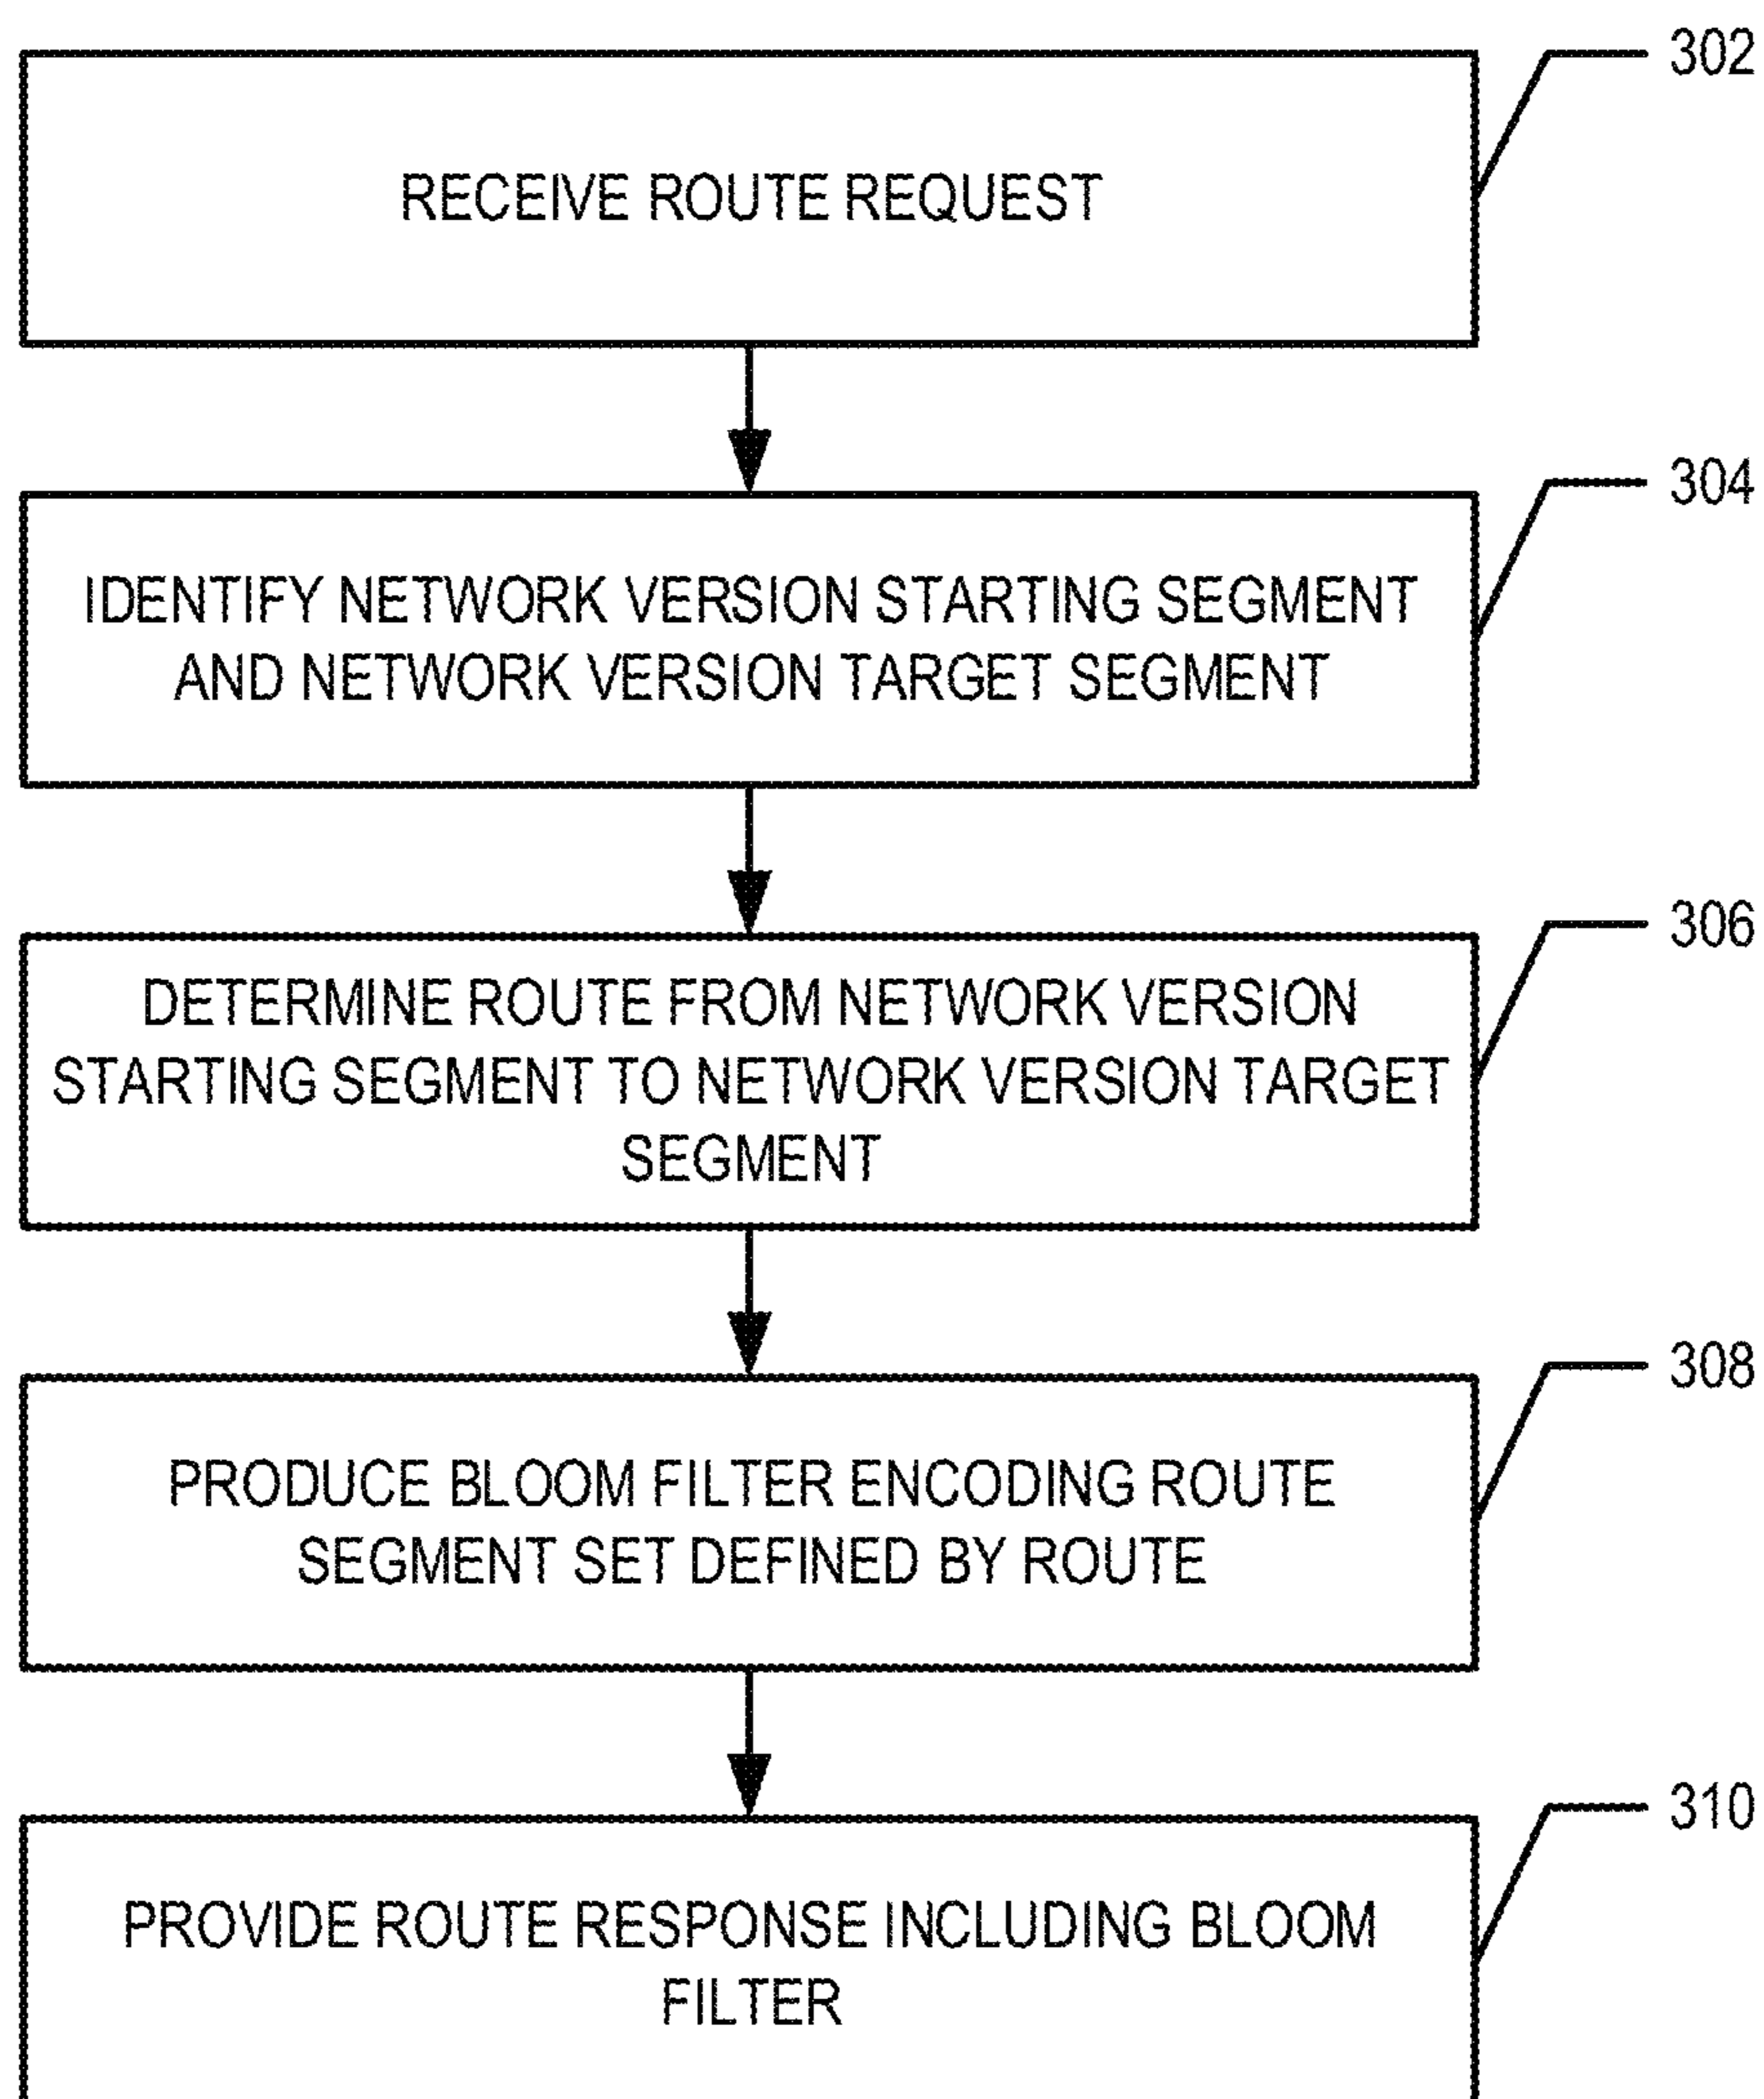 302
RECEIVE ROUTE REQUEST
304
IDENTIFY NETWORK VERSION STARTING SEGMENT
AND NETWORK VERSION TARGET SEGMENT
306
DETERMINE ROUTE FROM NETWORK VERSION
STARTING SEGMENT TO NETWORK VERSION TARGET
SEGMENT
308
PRODUCE BLOOM FILTER ENCODING ROUTE
SEGMENT SET DEFINED BY ROUTE
310
PROVIDE ROUTE RESPONSE INCLUDING BLOOM
FILTER